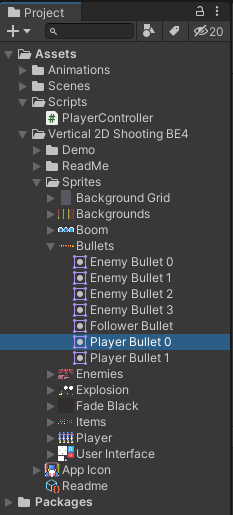 Project
20
Assets
Animations
Scenes
Scripts
PlayerController
Vertical 2D Shooting BE4
Demo
ReadMe
Sprites
Background Grid
Backgrounds
Boom
Bullets
Enemy Bullet 0
Enemy Bullet 1
Enemy Bullet 2
Enemy Bullet 3
Follower Bullet
Player Bullet 0
Player Bullet 1
Enemies
Explosion
Fade Black
Items
Player
User Interface
App Icon
Readme
Packages